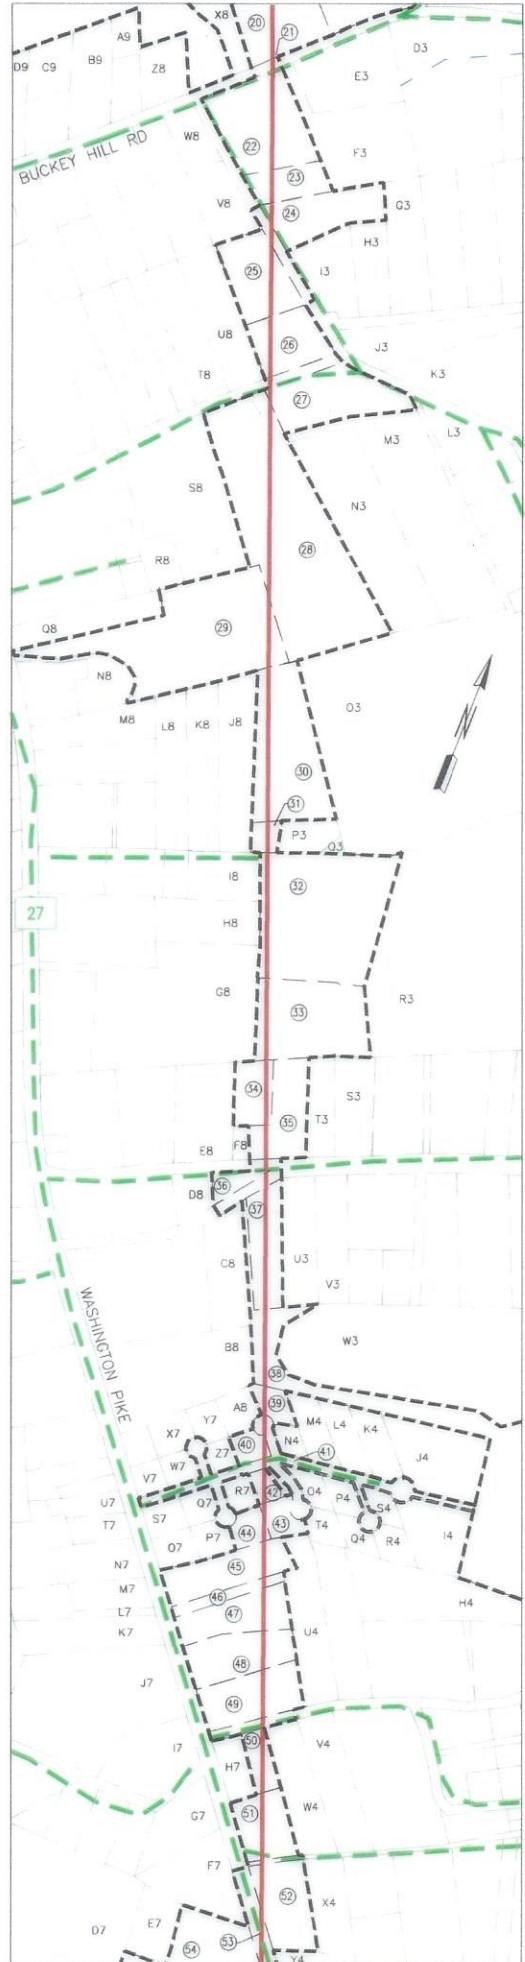 X8
20
21
A9
D3
D9
C9
B9
Z8
E3
W8
BUCKEY HILL RD
22
F3
23
V8
24
G3
H3
25
I3
U8
26
J3
T8
K3
27
L3
M3
S8
N3
28
R8
Q8
29
N8
O3
M8
L8
K8
J8
N
30
31
P3
Q3
I8
32
27
H8
G8
R3
33
34
S3
35
T3
E8
F8
36
D8
37
C8
U3
V3
WASHINGTON PIKE
B8
W3
38
39
A8
M4
L4
K4
Y7
X7
Z7
40
N4
41
J4
W7
V7
R7
42
O4
P4
U7
Q7
S4
T7
S7
43
T4
I4
P7
44
Q4
R4
O7
45
N7
H4
M7
46
L7
47
K7
U4
48
J7
49
50
V4
I7
H7
W4
51
G7
F7
52
X4
D7
E7
53
54
Y4